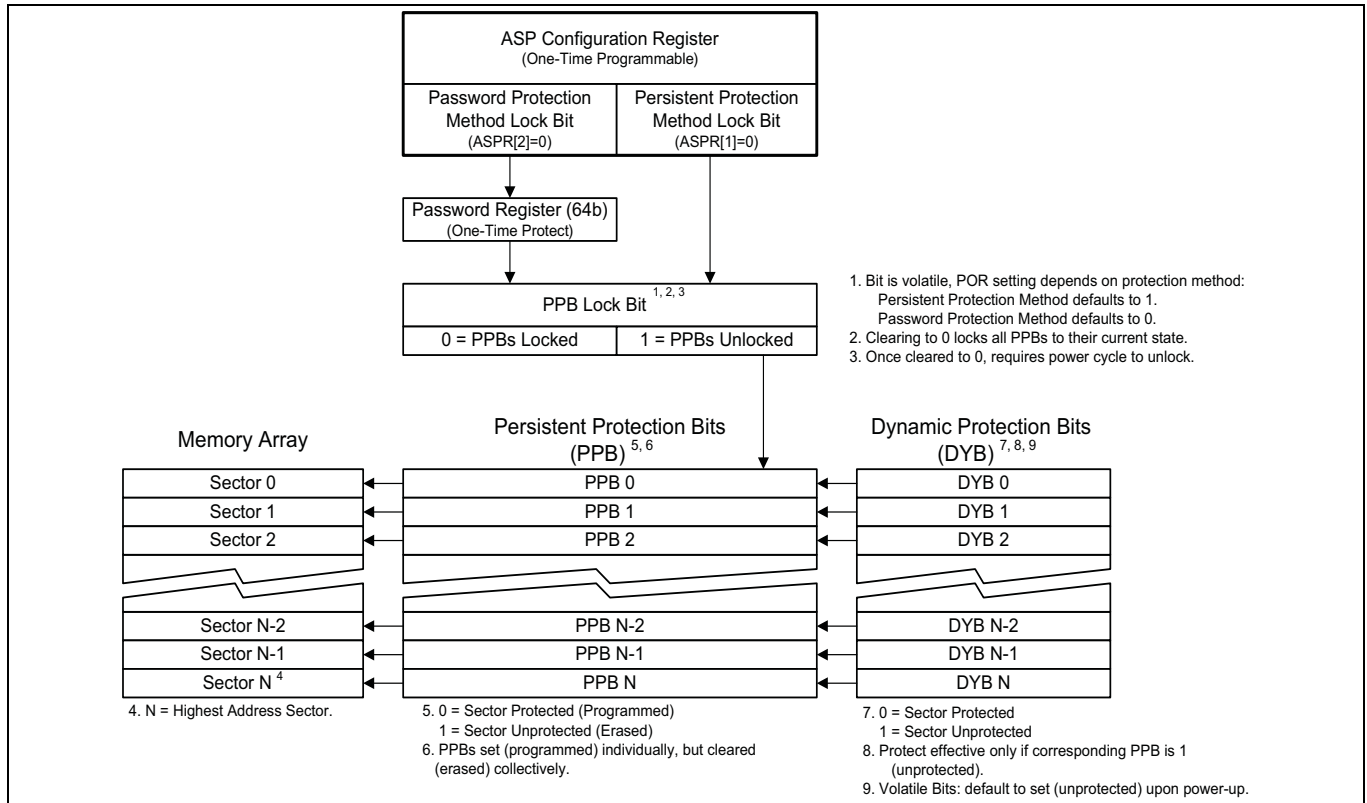 ASP Configuration Register
(One-Time Programmable)
Password Protection
Method Lock Bit
(ASPR[2]=0)
Persistent Protection
Method Lock Bit
(ASPR[1]=0)
Password Register (64b)
(One-Time Protect)
PPB Lock Bit 1, 2, 3
0 = PPBs Locked
1 = PPBs Unlocked
1. Bit is volatile, POR setting depends on protection method:
Persistent Protection Method defaults to 1.
Password Protection Method defaults to 0.
2. Clearing to 0 locks all PPBs to their current state.
3. Once cleared to 0, requires power cycle to unlock.
Memory Array
Persistent Protection Bits
(PPB) 5, 6
Dynamic Protection Bits
(DYB) 7, 8, 9
Sector 0
PPB 0
DYB 0
Sector 1
PPB 1
DYB 1
Sector 2
PPB 2
DYB 2
Sector N-2
PPB N-2
DYB N-2
Sector N-1
PPB N-1
DYB N-1
Sector N 4
PPB N
DYB N
4. N = Highest Address Sector.
5. 0 = Sector Protected (Programmed)
1 = Sector Unprotected (Erased)
6. PPBs set (programmed) individually, but cleared
(erased) collectively.
7. 0 = Sector Protected
1 = Sector Unprotected
8. Protect effective only if corresponding PPB is 1
(unprotected).
9. Volatile Bits: default to set (unprotected) upon power-up.